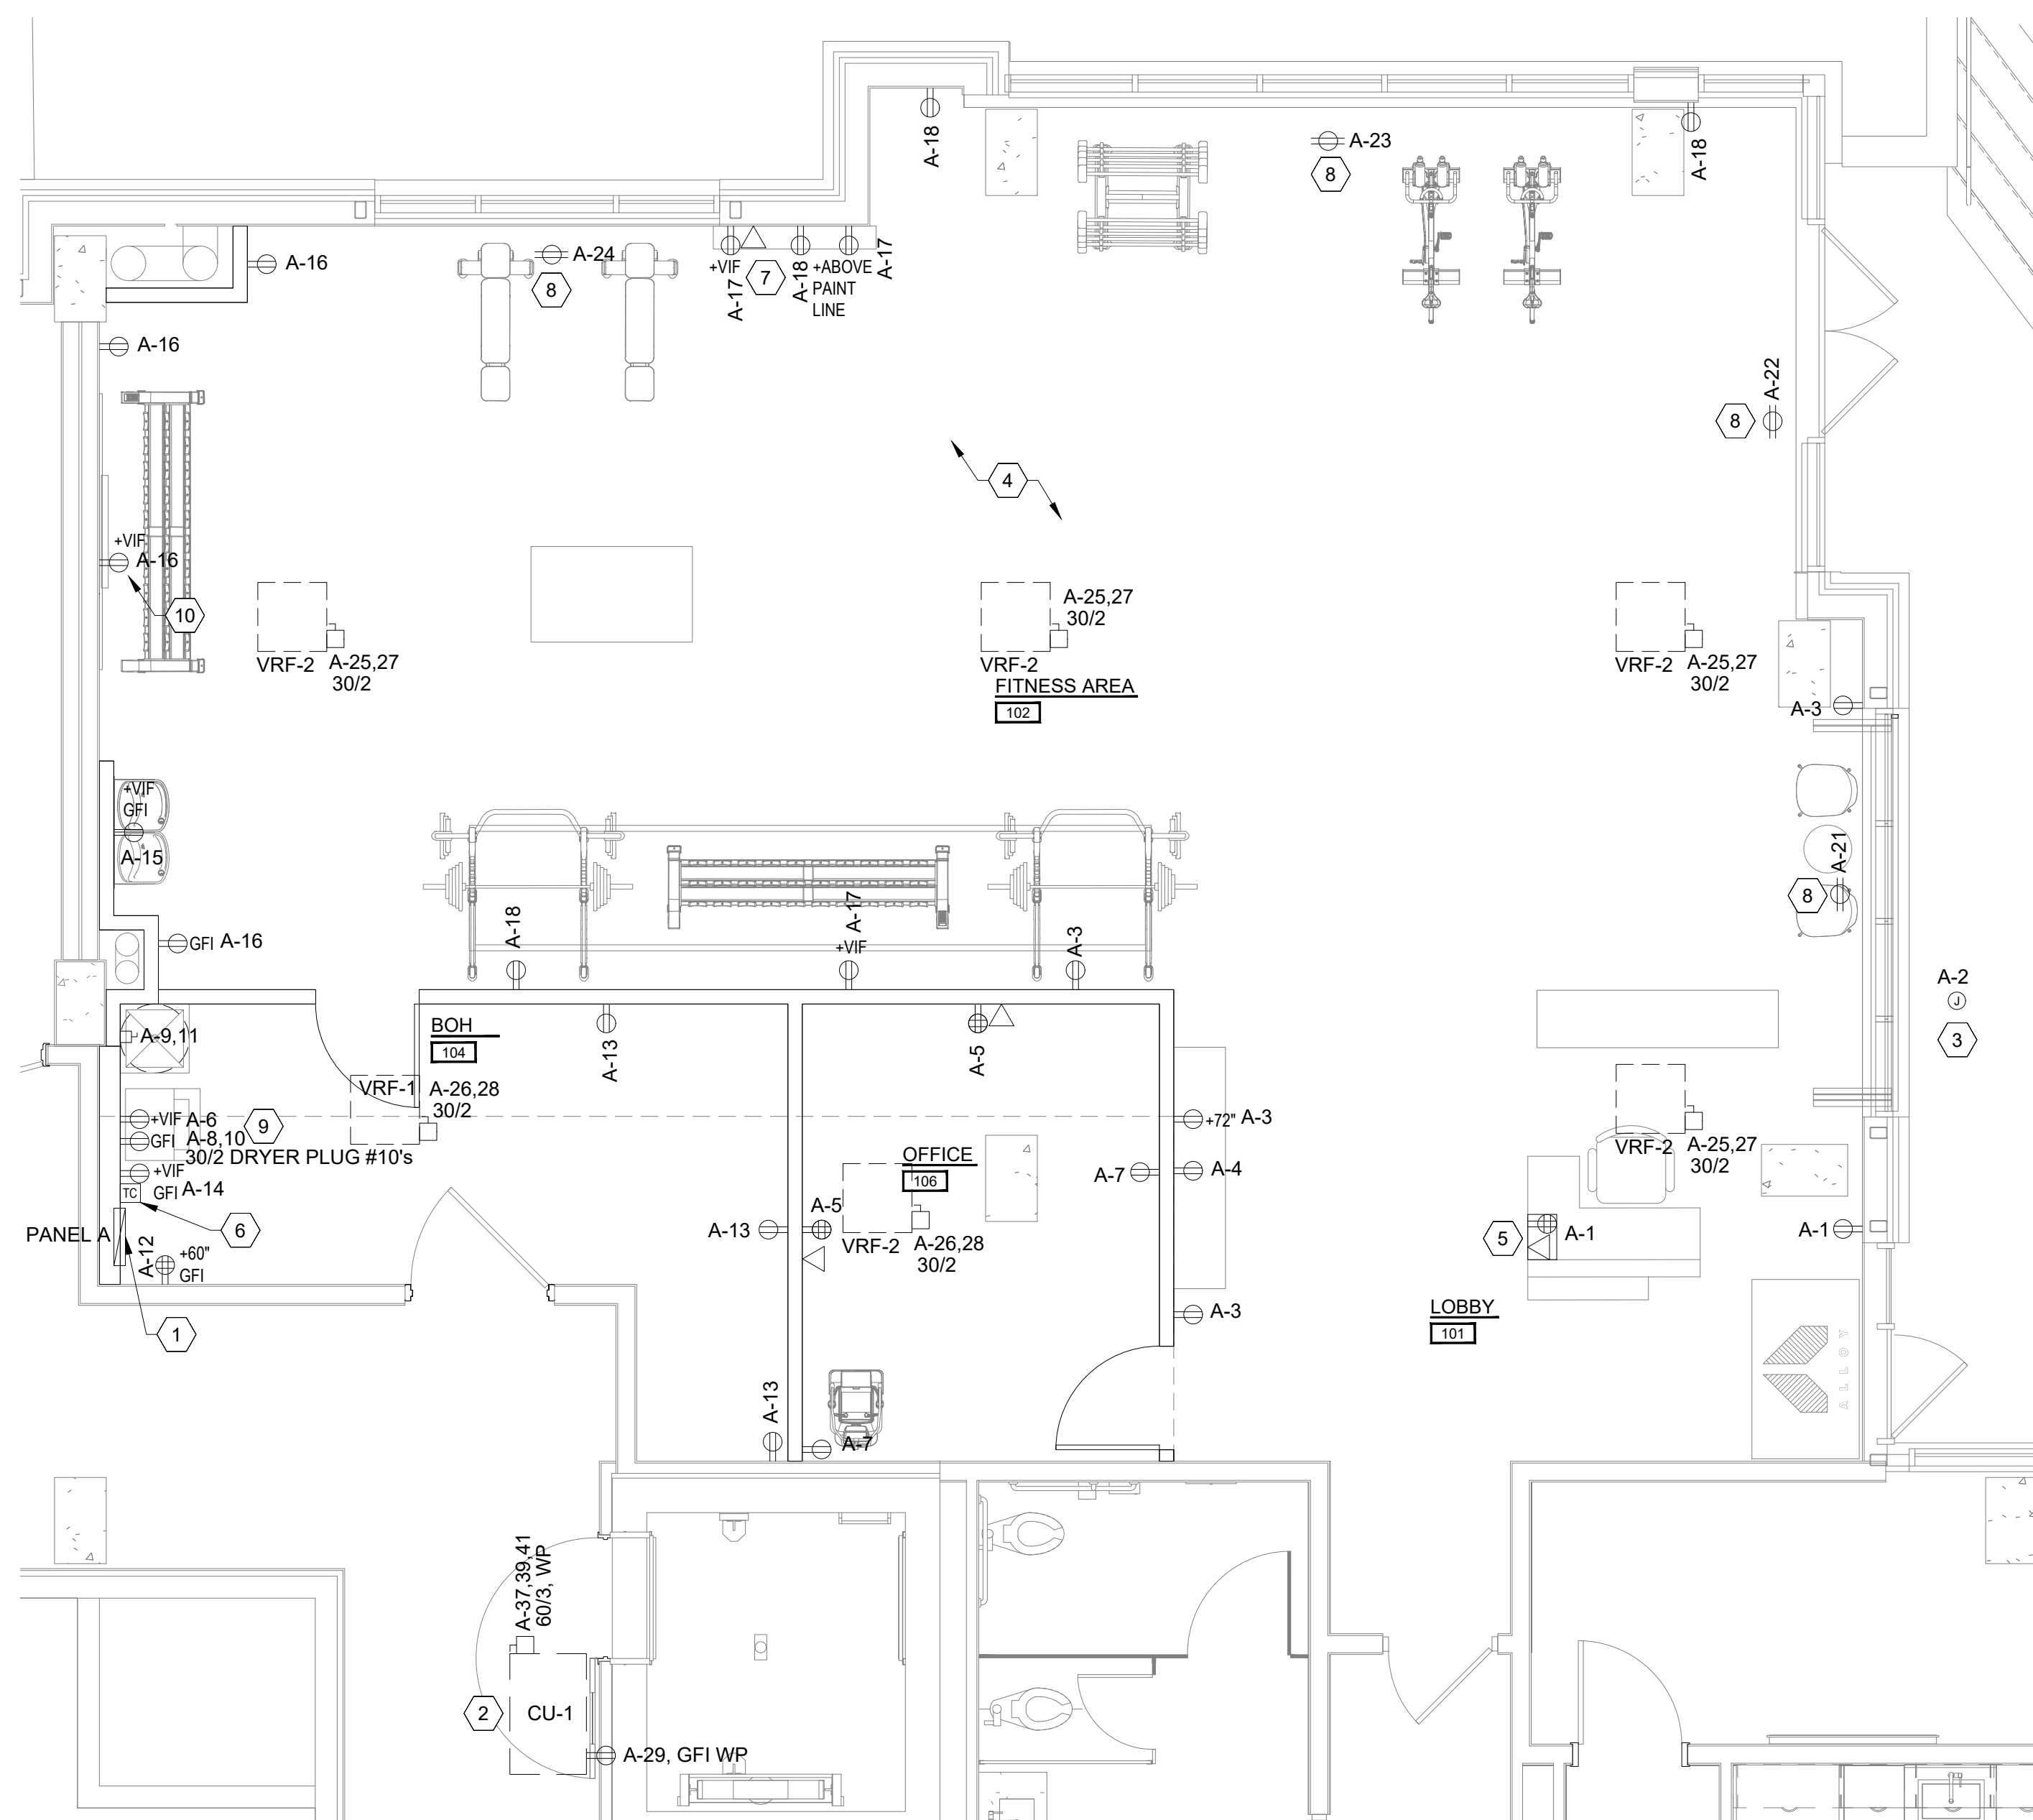 A-18
A-23
8
A-18
A-16
A-24
8
+VIF
A-17
7
A-18
+ABOVE
PAINT
LINE
A-17
A-16
A-22
8
4
+VIF
A-16
10
VRF-2
A-25,27
30/2
A-25,27
30/2
VRF-2
FITNESS AREA
102
VRF-2
A-25,27
30/2
A-3
+VIF
GFI
A-15
A-21
8
A-18
A-17
+VIF
A-3
GFI A-16
A-2
J
3
BOH
104
A-9,11
A-13
A-5
VRF-1
A-26,28
30/2
+VIF A-6
9
GFI A-8,10
30/2 DRYER PLUG #10's
+VIF
GFI A-14
TC
6
PANEL A
A-12
+60"
GFI
1
OFFICE
106
A-5
A-13
VRF-2
A-26,28
30/2
A-7
+72" A-3
A-4
A-3
VRF-2
A-25,27
30/2
5
A-1
A-1
LOBBY
101
ALLOY
A-13
A-7
A-37,39,41
60/3, WP
2
CU-1
A-29, GFI WP